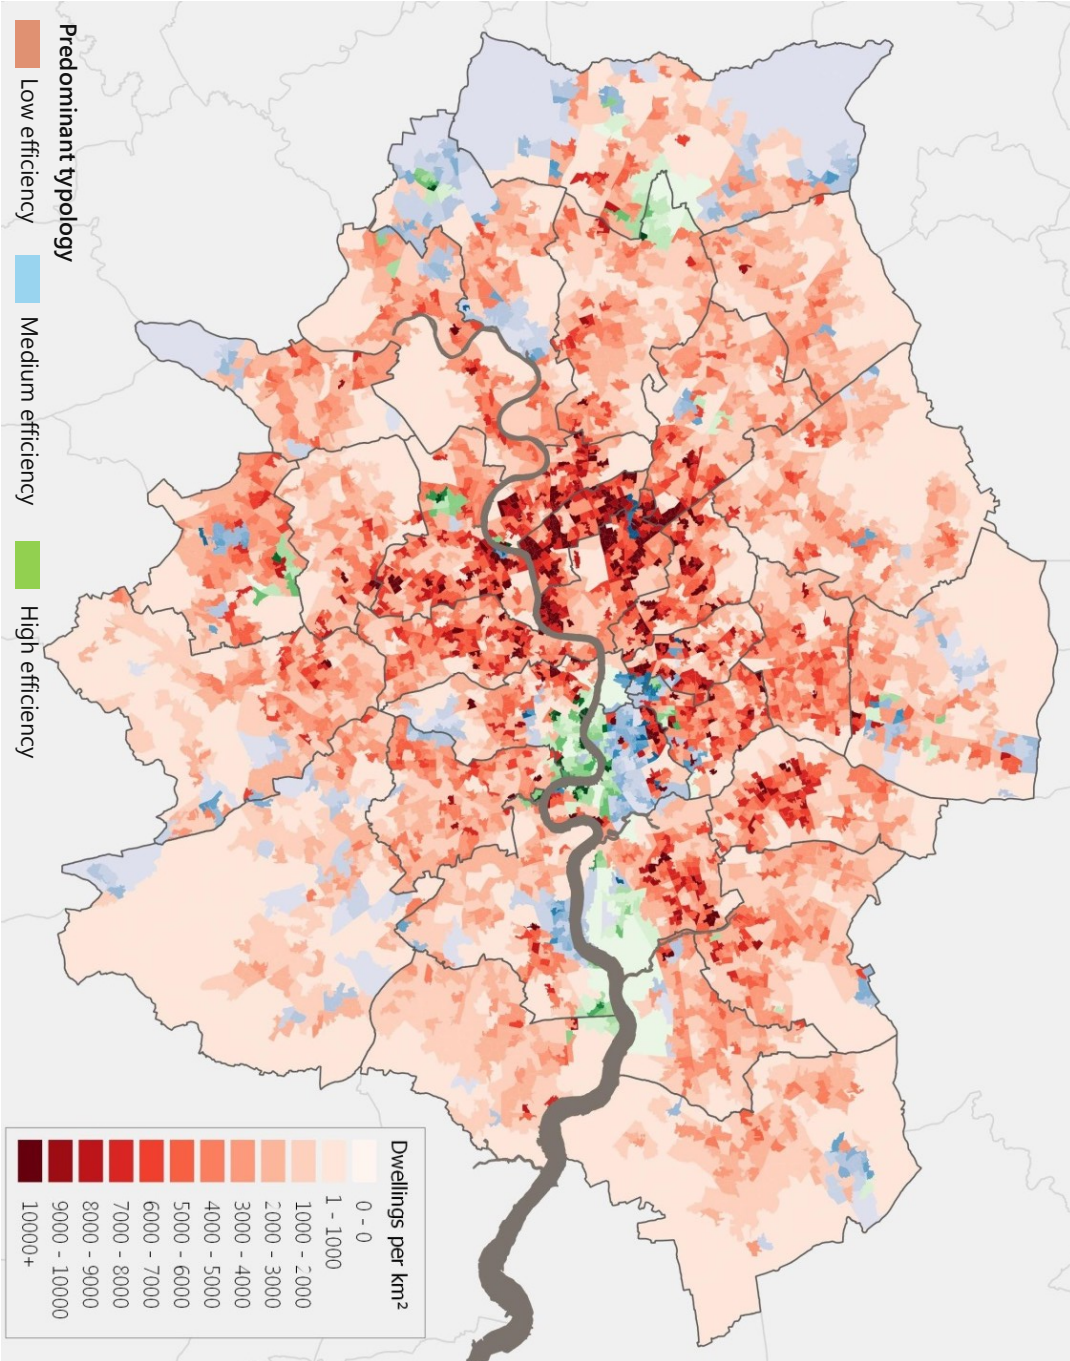 Predominant typology
Low efficiency
Medium efficiency
High efficiency
Dwellings per km²
0 - 0
1 - 1000
1000 - 2000
2000 - 3000
3000 - 4000
4000 - 5000
5000 - 6000
6000 - 7000
7000 - 8000
8000 - 9000
9000 - 10000
10000+